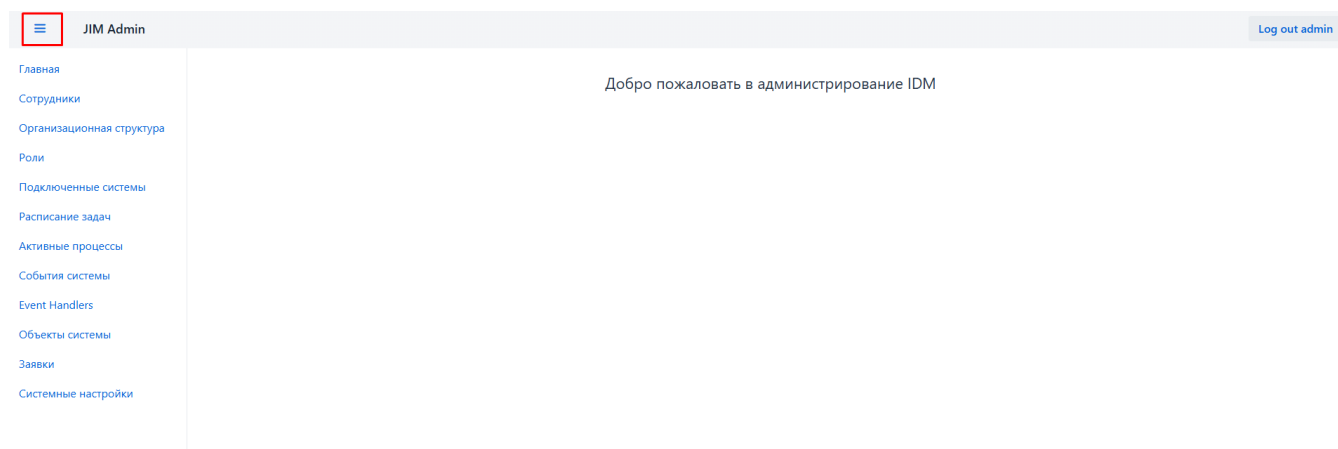 JIM Admin
Log out admin
Главная
Добро пожаловать в администрирование IDM
Сотрудники
Организационная структура
Роли
Подключенные системы
Расписание задач
Активные процессы
События системы
Event Handlers
Объекты системы
Заявки
Системные настройки